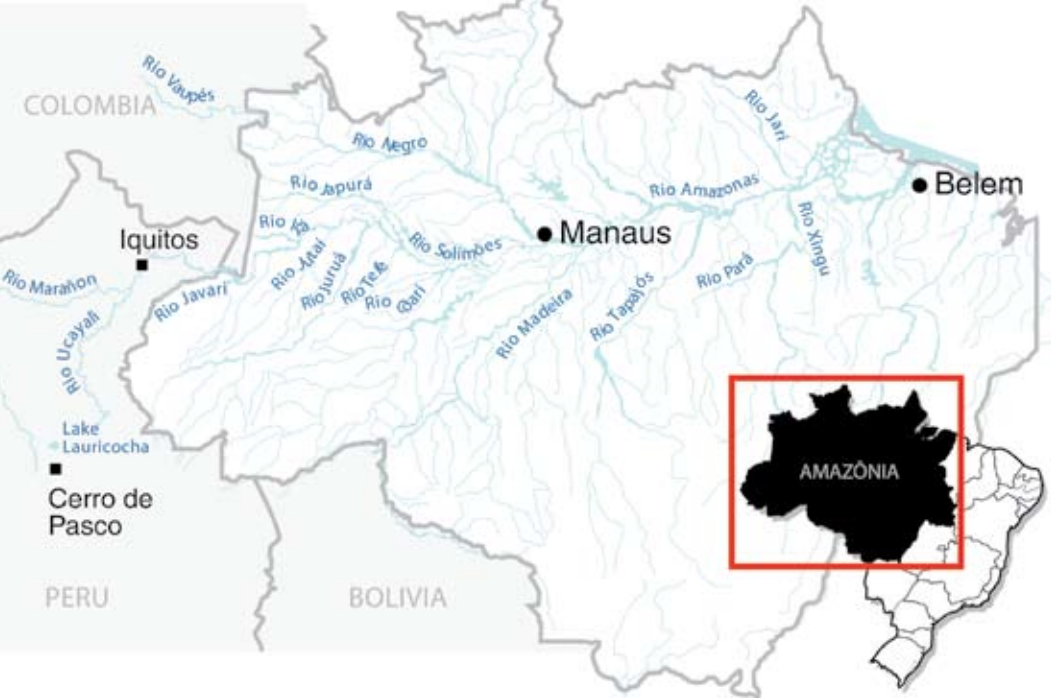 Rio Vaupés
COLOMBIA
Rio Negro
Rio Jari
Rio Japurá
Rio Amazonas
Belem
Rio Içá
Iquitos
Manaus
Rio Solimões
Rio Xingu
Rio Jutaí
Rio Juruá
Rio Tefé
Rio Coari
Rio Pará
Rio Marañon
Rio Javari
Rio Madeira
Rio Tapajós
Rio Ucayali
Lake
Lauricocha
Cerro de
Pasco
AMAZÔNIA
PERU
BOLIVIA